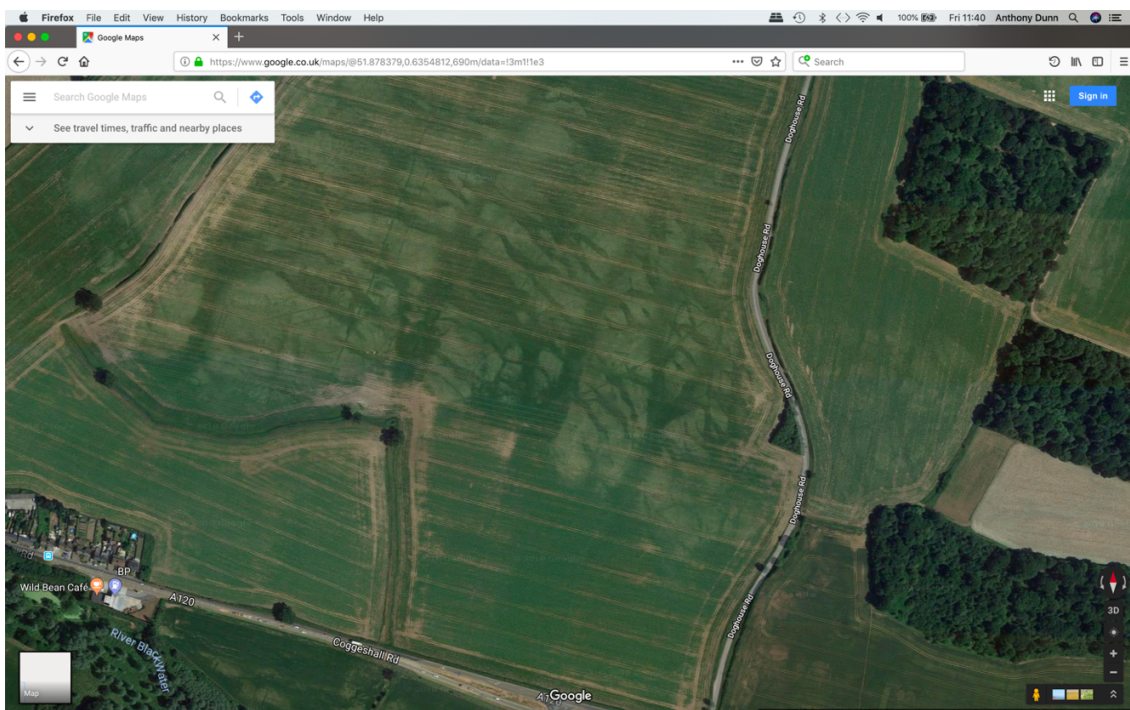 Firefox File Edit View History Bookmarks Tools Window Help 100% Fri 11:40 Anthony Dunn
Google Maps
https://www.google.co.uk/maps/@51.878379,0.6354812,690m/data=!3m1!1e3 Search
Search Google Maps Sign in
See travel times, traffic and nearby places
Doghouse Rd
Doghouse Rd
Doghouse Rd
Doghouse Rd
Doghouse Rd
BP
Wild Bean Café
A120
River Blackwater
Coggeshall Rd
Google
3D
Map